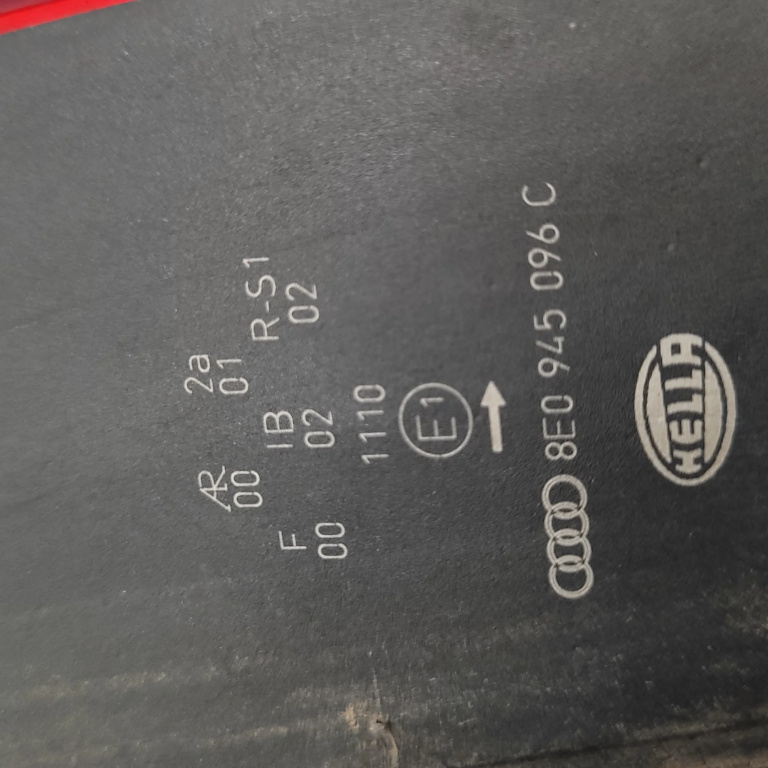 AR 2a
00 01
F IB R-S1
00 02 02
1110
E1
8E0 945 096 C
HELLA